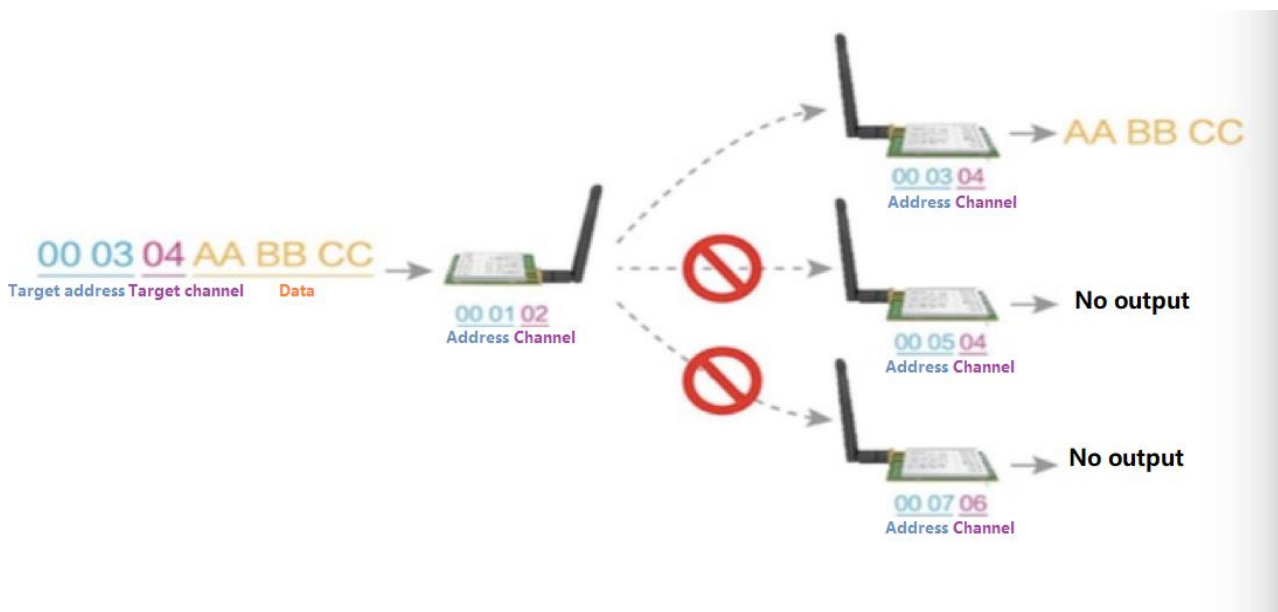 00 03 04 AA BB CC
Target address Target channel Data
00 01 02
Address Channel
AA BB CC
00 03 04
Address Channel
No output
00 05 04
Address Channel
No output
00 07 06
Address Channel